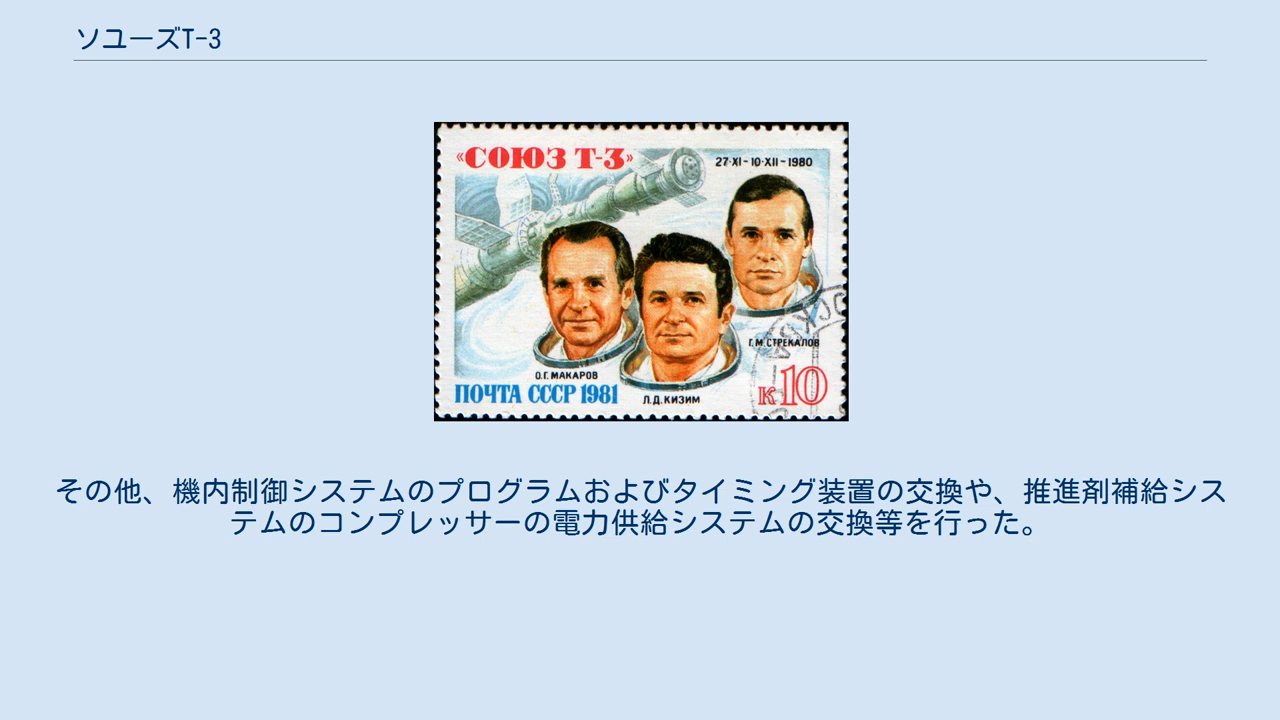 ソユーズT-3
«СОЮЗ Т-3»
27·XI-10·XII-1980
Г.М.СТРЕКАЛОВ
О.Г.МАКАРОВ
Л.Д.КИЗИМ
ПОЧТА СССР 1981
к10
その他、機内制御システムのプログラムおよびタイミング装置の交換や、推進剤補給シス
テムのコンプレッサーの電力供給システムの交換等を行った。